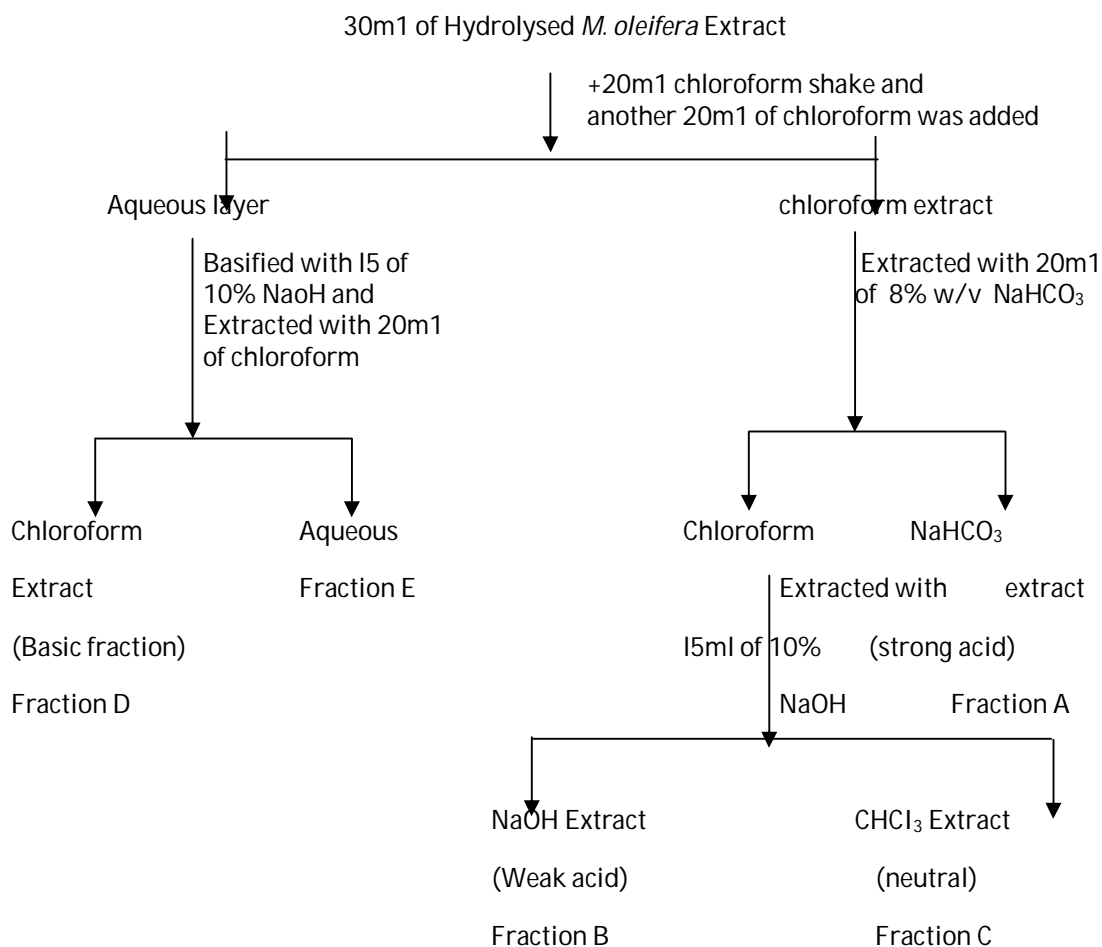 30m1 of Hydrolysed M. oleifera Extract
+20m1 chloroform shake and
another 20m1 of chloroform was added
Aqueous layer
chloroform extract
Basified with l5 of
10% NaoH and
Extracted with 20m1
of chloroform
Extracted with 20m1
of 8% w/v NaHCO₃
Chloroform
Extract
(Basic fraction)
Fraction D
Aqueous
Fraction E
Chloroform
Extracted with
l5ml of 10%
NaOH
NaHCO₃
extract
(strong acid)
Fraction A
NaOH Extract
(Weak acid)
Fraction B
CHCl₃ Extract
(neutral)
Fraction C